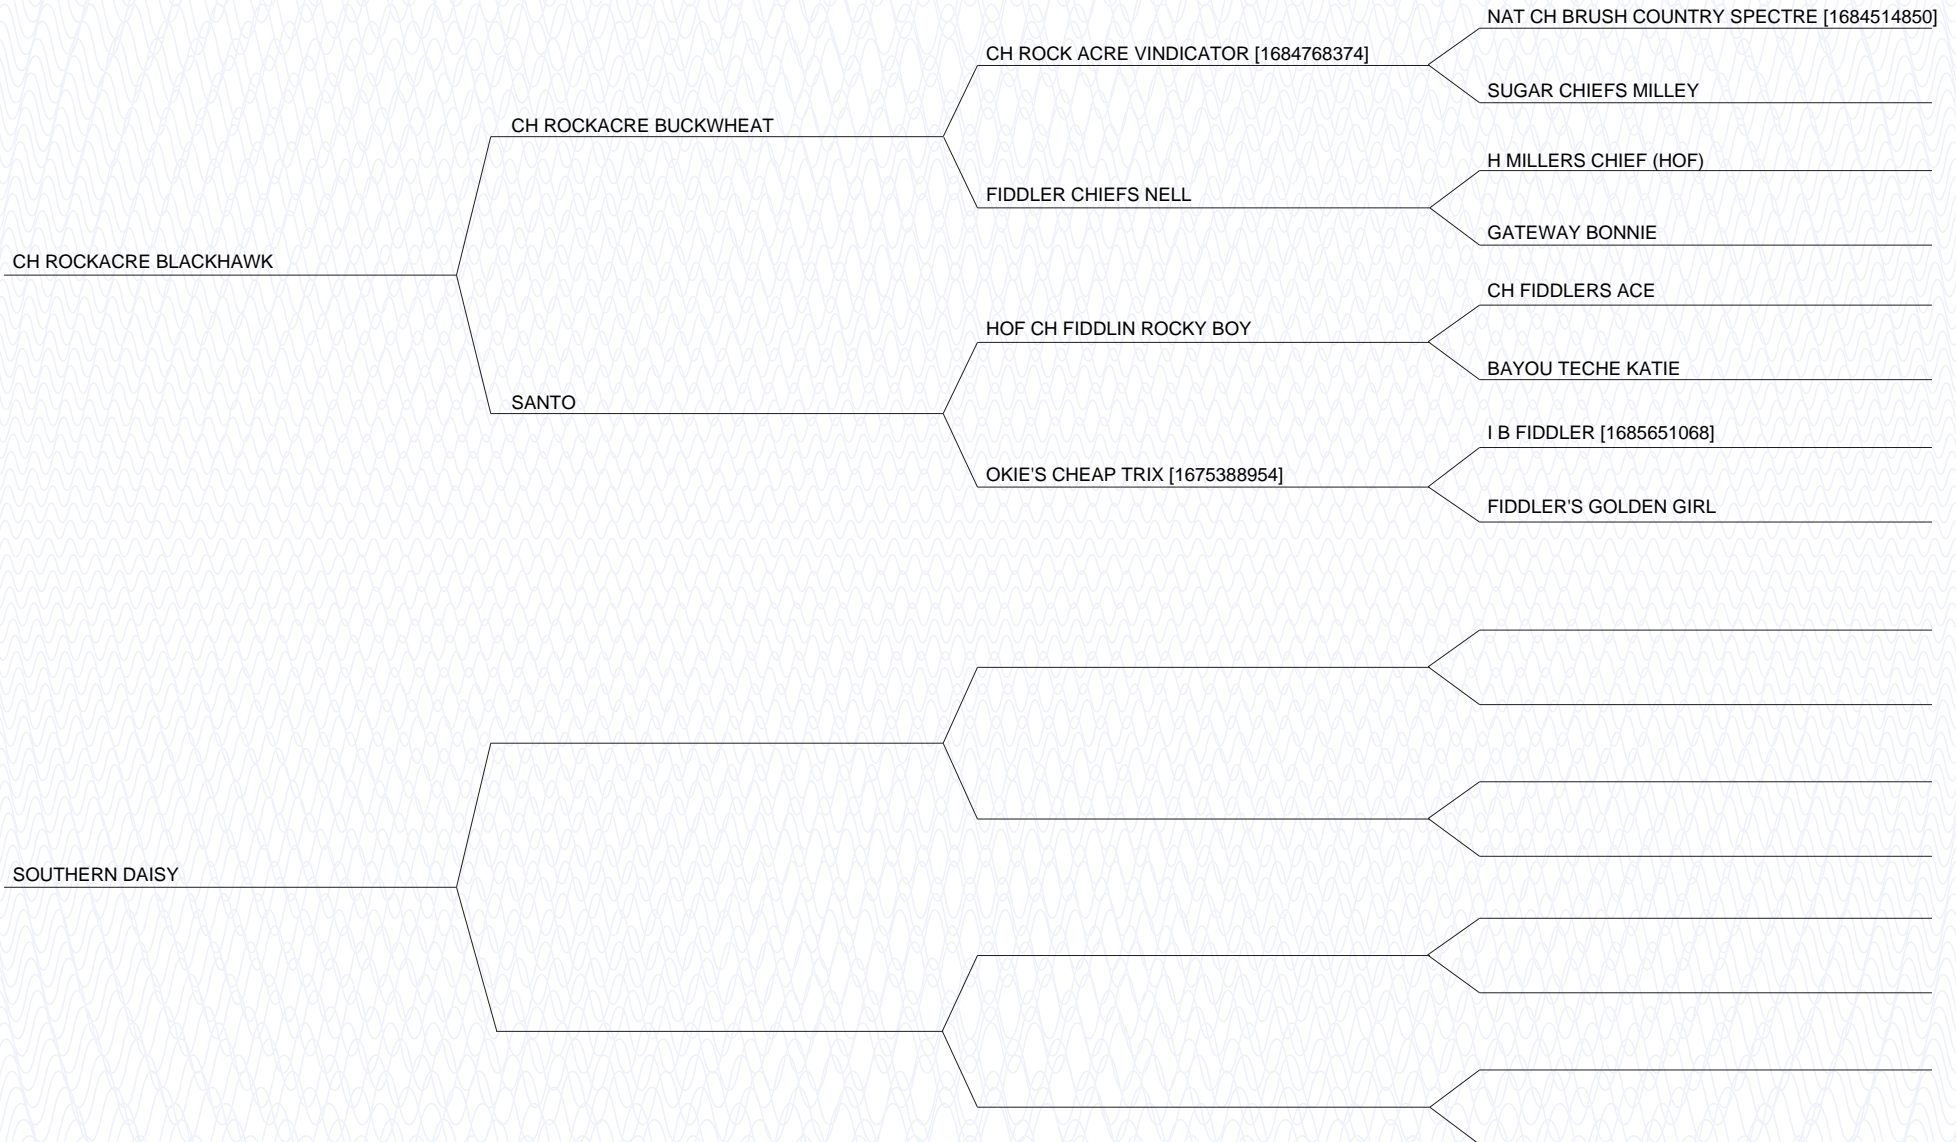 NAT CH BRUSH COUNTRY SPECTRE [1684514850]
CH ROCK ACRE VINDICATOR [1684768374]
SUGAR CHIEFS MILLEY
CH ROCKACRE BUCKWHEAT
H MILLERS CHIEF (HOF)
FIDDLER CHIEFS NELL
GATEWAY BONNIE
CH ROCKACRE BLACKHAWK
CH FIDDLERS ACE
HOF CH FIDDLIN ROCKY BOY
BAYOU TECHE KATIE
SANTO
I B FIDDLER [1685651068]
OKIE'S CHEAP TRIX [1675388954]
FIDDLER'S GOLDEN GIRL
SOUTHERN DAISY